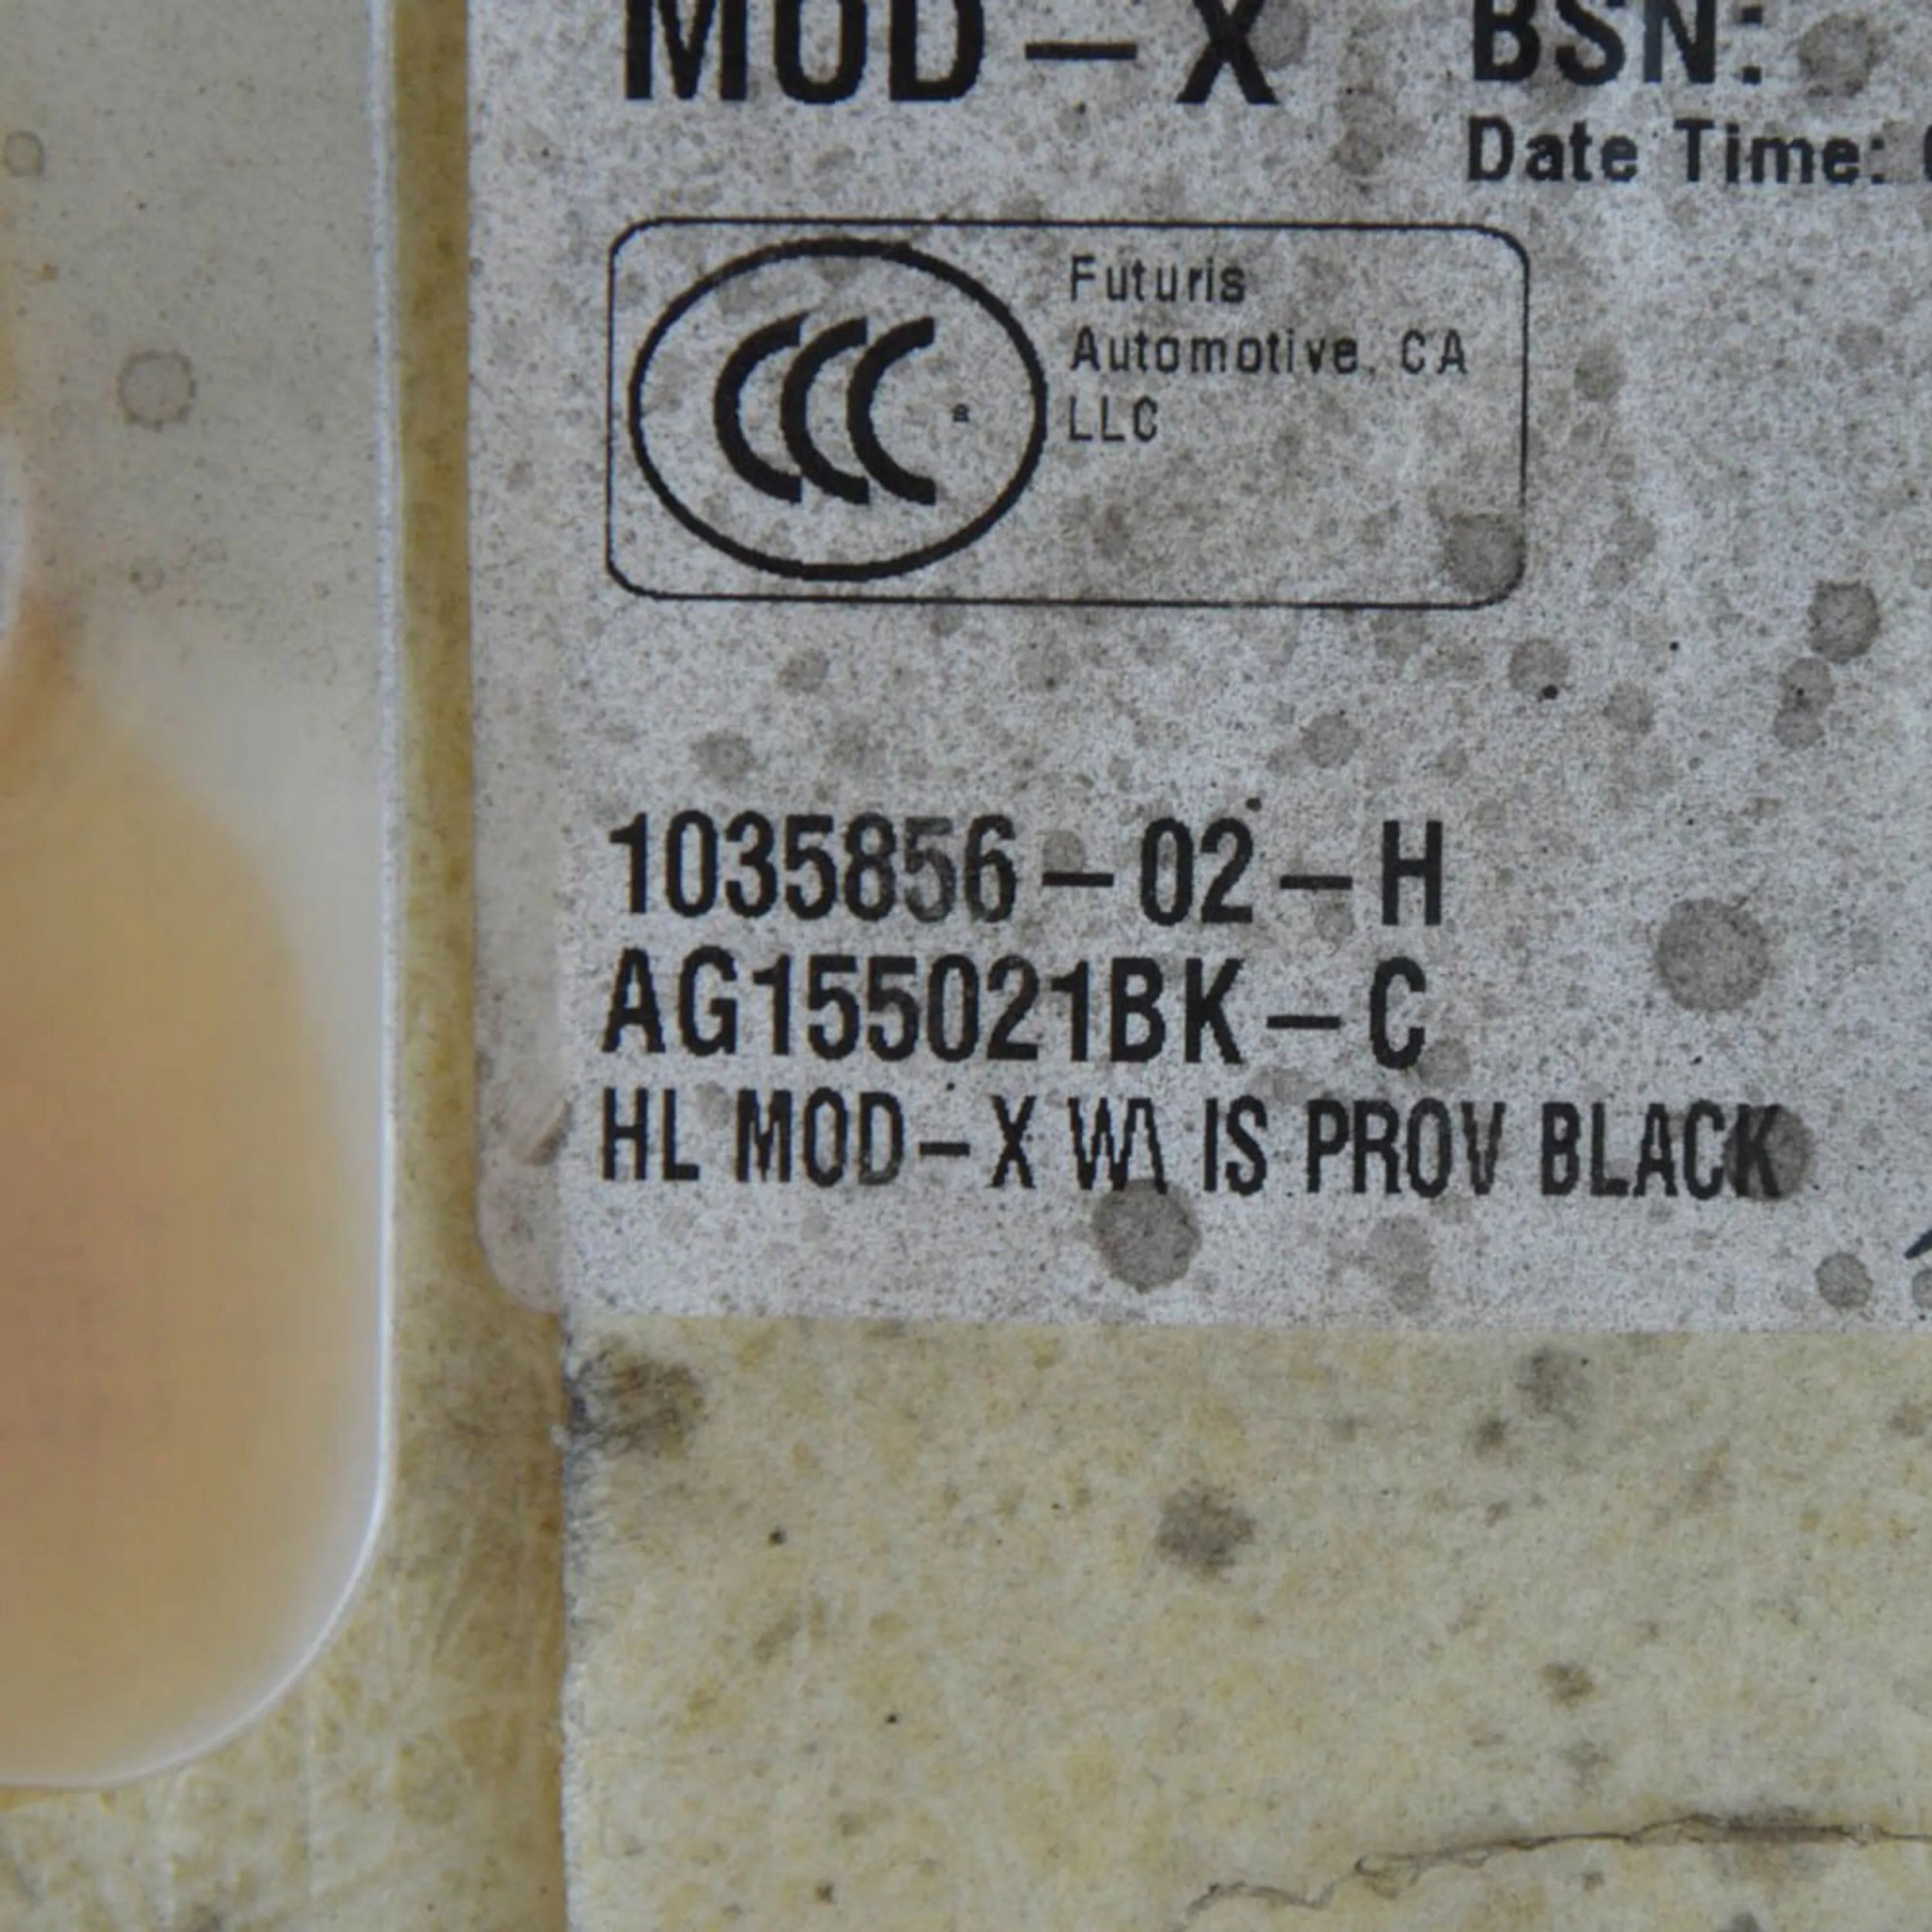 MOD-X BSN:
Date Time:
CCC
Futuris
Automotive, CA
LLC
1035856-02-H
AG155021BK-C
HL MOD-X W\ IS PROV BLACK